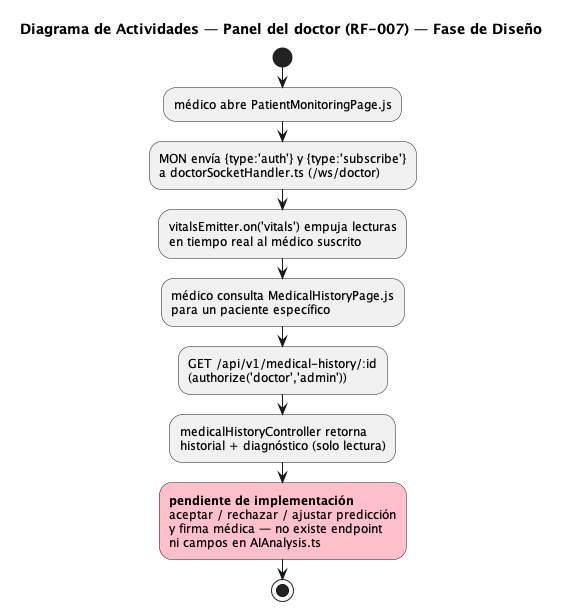 Diagrama de Actividades — Panel del doctor (RF-007) — Fase de Diseño
médico abre PatientMonitoringPage.js
MON envía {type:'auth'} y {type:'subscribe'}
a doctorSocketHandler.ts (/ws/doctor)
vitalsEmitter.on('vitals') empuja lecturas
en tiempo real al médico suscrito
médico consulta MedicalHistoryPage.js
para un paciente específico
GET /api/v1/medical-history/:id
(authorize('doctor','admin'))
medicalHistoryController retorna
historial + diagnóstico (solo lectura)
pendiente de implementación
aceptar / rechazar / ajustar predicción
y firma médica — no existe endpoint
ni campos en AIAnalysis.ts